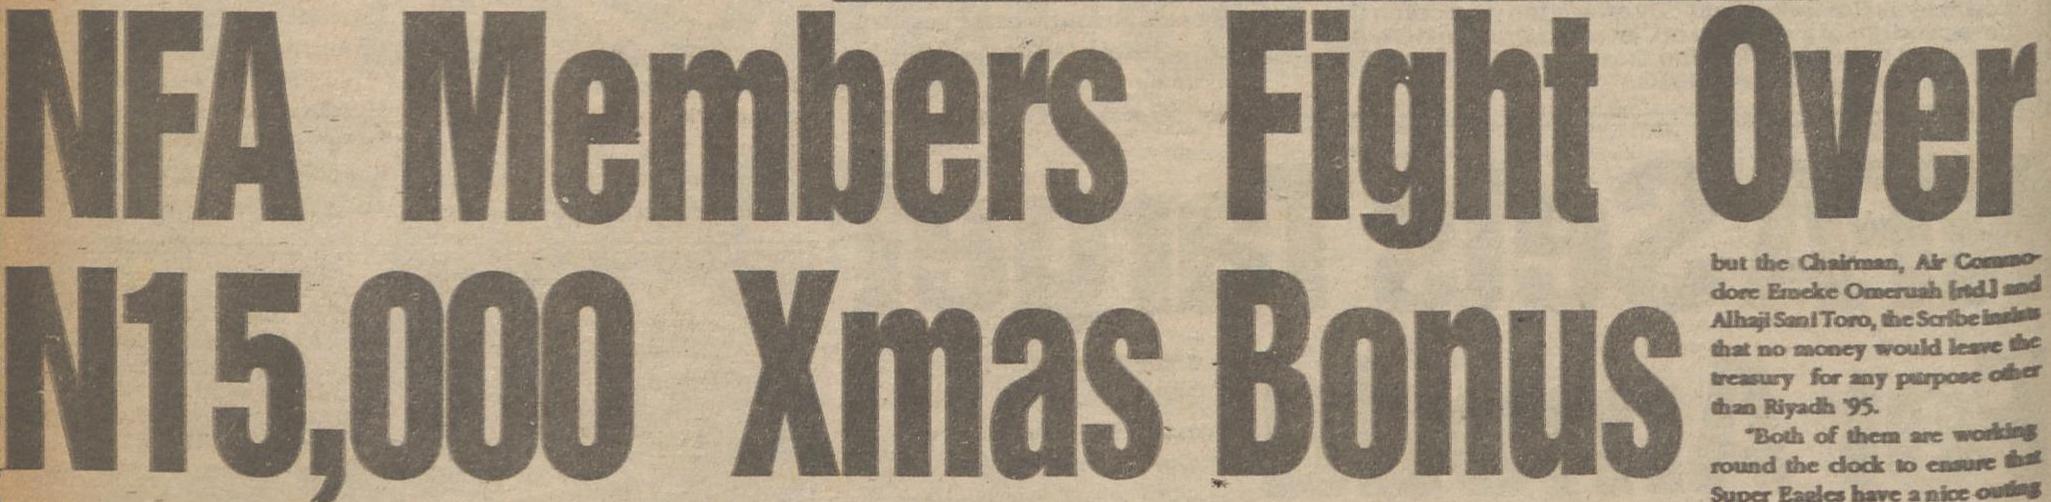 NFA Members Fight Over
N15,000 Xmas Bonus
but the Chairman, Air Commo-
dore Emeke Omeruah [rtd.] and
Alhaji Sani Toro, the Scribe insists
that no money would leave the
treasury for any purpose other
than Riyadh '95.
"Both of them are working
round the clock to ensure that
Super Eagles have a nice outing